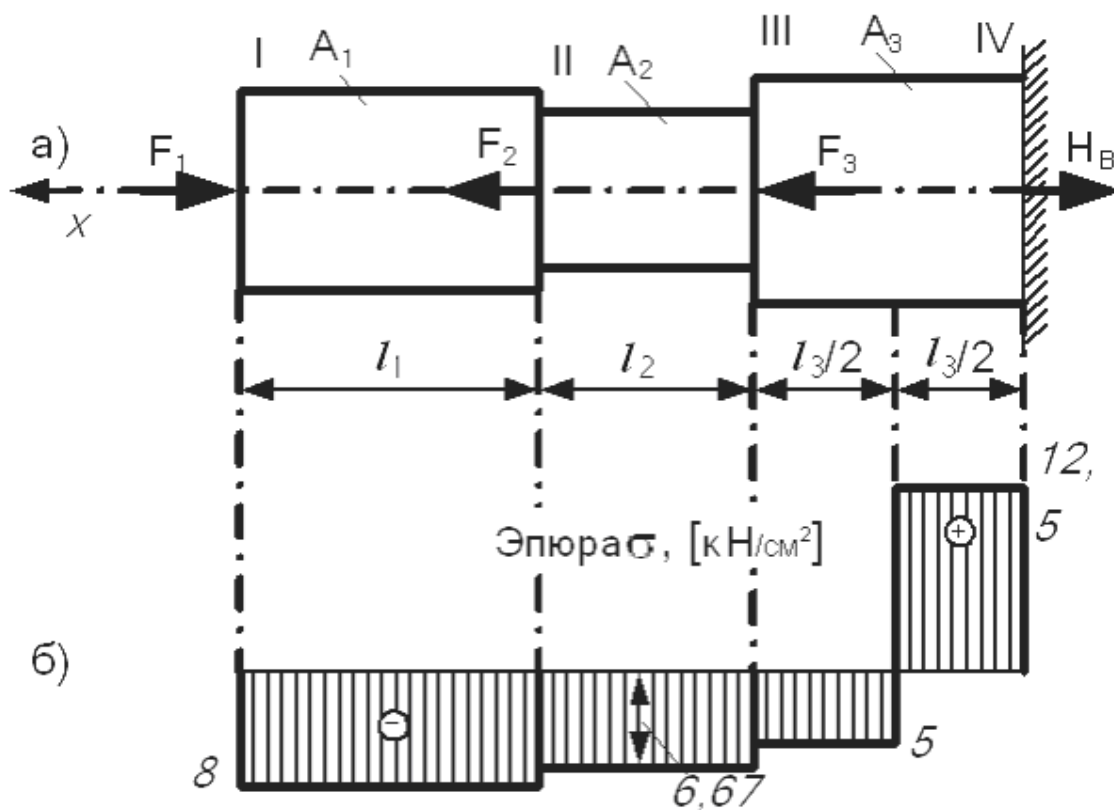 I A₁ II A₂ III A₃ IV
а) F₁ F₂ F₃ H_B
x
l₁ l₂ l₃/2 l₃/2
12,
5
Эпюра σ, [кН/см²]
+
б)
−
8 6,67 5